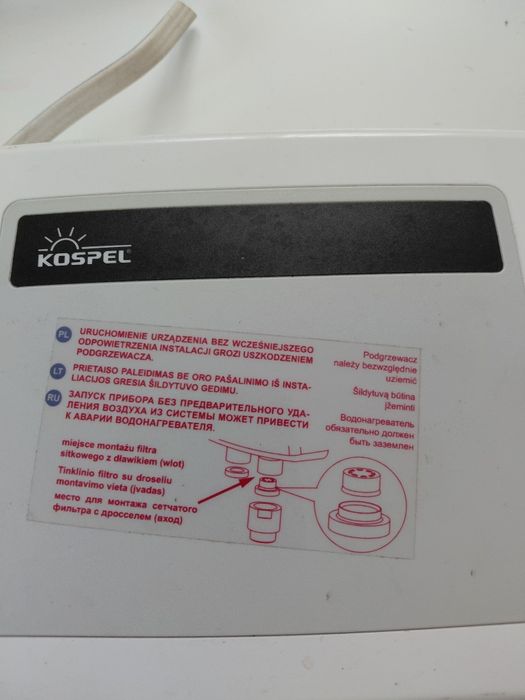 KOSPEL®
PL URUCHOMIENIE URZĄDZENIA BEZ WCZEŚNIEJSZEGO
ODPOWIETRZENIA INSTALACJI GROZI USZKODZENIEM
PODGRZEWACZA.
LT PRIETAISO PALEIDIMAS BE ORO PAŠALINIMO IŠ INSTA-
LIACIJOS GRESIA ŠILDYTUVO GEDIMU.
RU ЗАПУСК ПРИБОРА БЕЗ ПРЕДВАРИТЕЛЬНОГО УДА-
ЛЕНИЯ ВОЗДУХА ИЗ СИСТЕМЫ МОЖЕТ ПРИВЕСТИ
К АВАРИИ ВОДОНАГРЕВАТЕЛЯ.
Podgrzewacz
należy bezwzględnie
uziemić
Šildytuvą būtina
įžeminti
Водонагреватель
обязательно должен
быть заземлен
miejsce montażu filtra
sitkowego z dławikiem (wlot)
Tinklinio filtro su droseliu
montavimo vieta (įvadas)
место для монтажа сетчатого
фильтра с дросселем (вход)